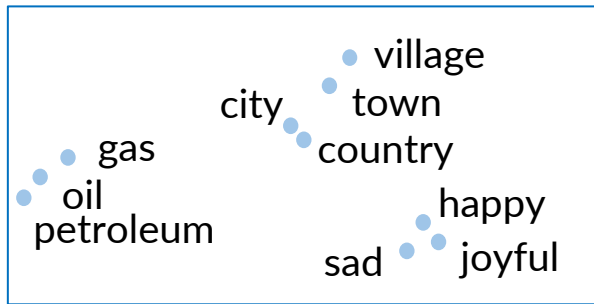 village
city
town
gas
country
oil
happy
petroleum
sad
joyful